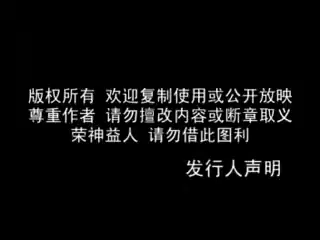 版权所有 欢迎复制使用或公开放映
尊重作者 请勿擅改内容或断章取义
荣神益人 请勿借此图利
发行人声明